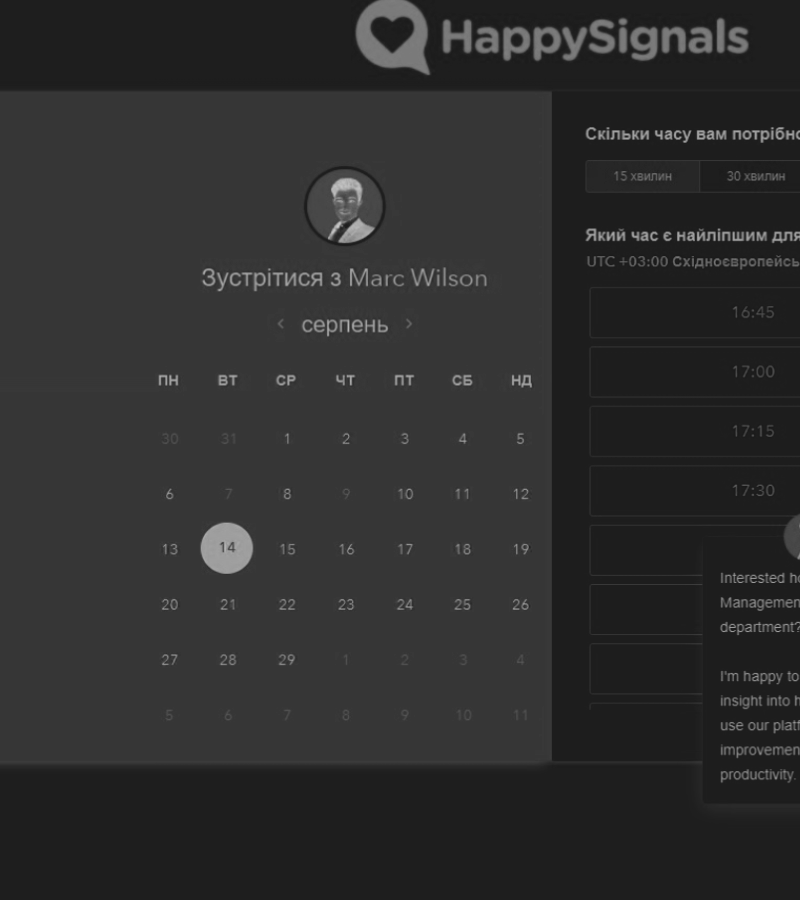 HappySignals
Зустрітися з Marc Wilson
серпень
ПН ВТ СР ЧТ ПТ СБ НД
30 31 1 2 3 4 5
6 7 8 9 10 11 12
13 14 15 16 17 18 19
20 21 22 23 24 25 26
27 28 29 1 2 3 4
5 6 7 8 9 10 11
Скільки часу вам потрібно
15 хвилин 30 хвилин
Який час є найліпшим для
UTC +03:00 Східноєвропейсь
16:45
17:00
17:15
17:30
Interested ho
Managemen
department?
I'm happy to
insight into h
use our platf
improvemen
productivity.